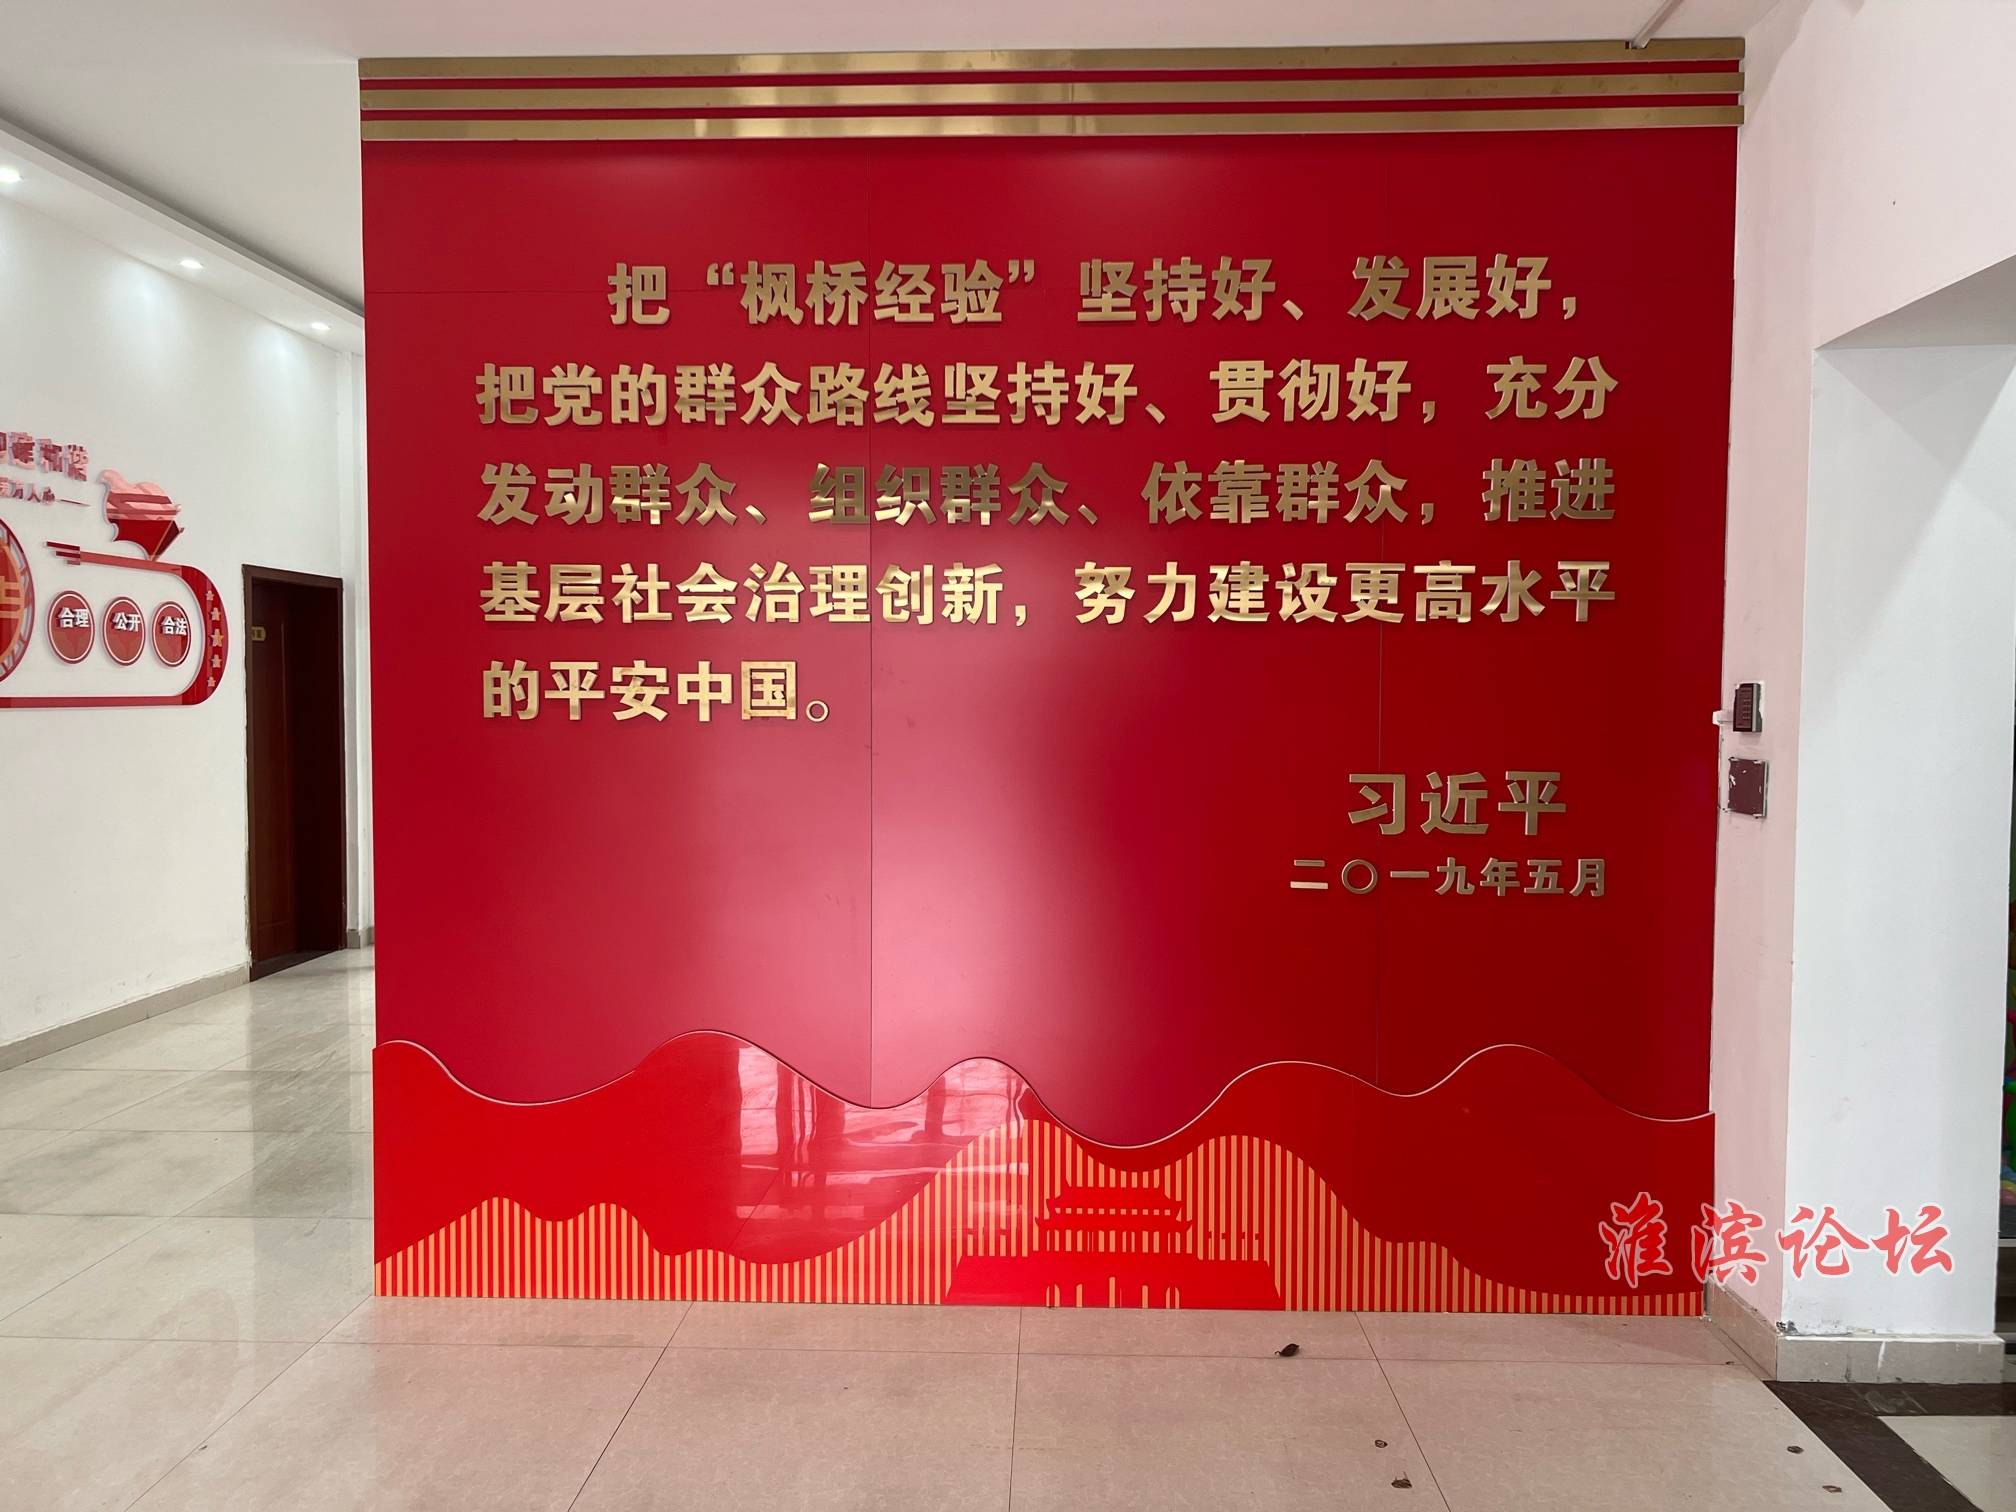 把“枫桥经验”坚持好、发展好，
把党的群众路线坚持好、贯彻好，充分
发动群众、组织群众、依靠群众，推进
基层社会治理创新，努力建设更高水平
的平安中国。
习近平
二〇一九年五月
和谐
合理 公开 合法
淮滨论坛